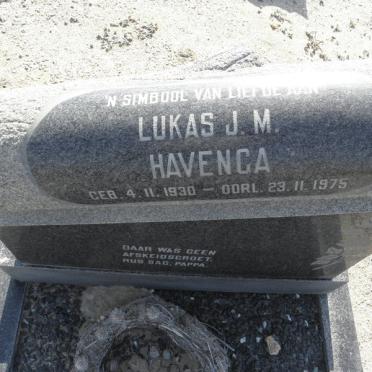 'N SIMBOOL VAN LIEFDE AAN
LUKAS J. M.
HAVENGA
GEB. 4.11.1930 — OORL. 23.11.1975
DAAR WAS GEEN
AFSKEIDSGROET,
RUS SAG, PAPPA.